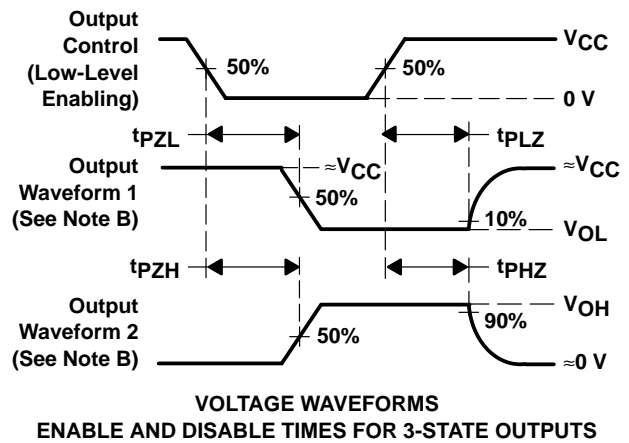 Output
Control
(Low-Level
Enabling)
50%
50%
VCC
0 V
tPZL
tPLZ
Output
Waveform 1
(See Note B)
≈VCC
50%
≈VCC
10%
VOL
tPZH
tPHZ
Output
Waveform 2
(See Note B)
50%
VOH
90%
≈0 V
VOLTAGE WAVEFORMS
ENABLE AND DISABLE TIMES FOR 3-STATE OUTPUTS